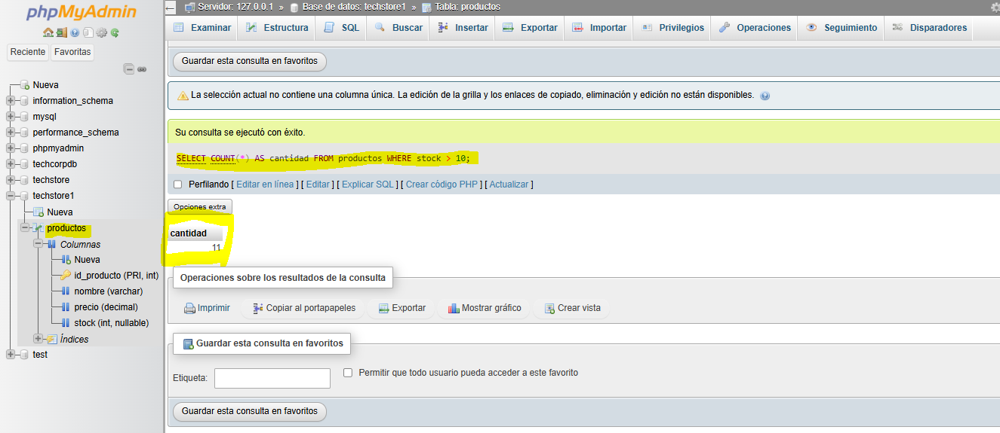 phpMyAdmin
Reciente Favoritas
Nueva
information_schema
mysql
performance_schema
phpmyadmin
techcorpdb
techstore
techstore1
Nueva
productos
Columnas
Nueva
id_producto (PRI, int)
nombre (varchar)
precio (decimal)
stock (int, nullable)
Índices
test
Servidor: 127.0.0.1 » Base de datos: techstore1 » Tabla: productos
Examinar Estructura SQL Buscar Insertar Exportar Importar Privilegios Operaciones Seguimiento Disparadores
Guardar esta consulta en favoritos
La selección actual no contiene una columna única. La edición de la grilla y los enlaces de copiado, eliminación y edición no están disponibles.
Su consulta se ejecutó con éxito.
SELECT COUNT(*) AS cantidad FROM productos WHERE stock > 10;
Perfilando [ Editar en línea ] [ Editar ] [ Explicar SQL ] [ Crear código PHP ] [ Actualizar ]
Opciones extra
cantidad
11
Operaciones sobre los resultados de la consulta
Imprimir Copiar al portapapeles Exportar Mostrar gráfico Crear vista
Guardar esta consulta en favoritos
Etiqueta: Permitir que todo usuario pueda acceder a este favorito
Guardar esta consulta en favoritos